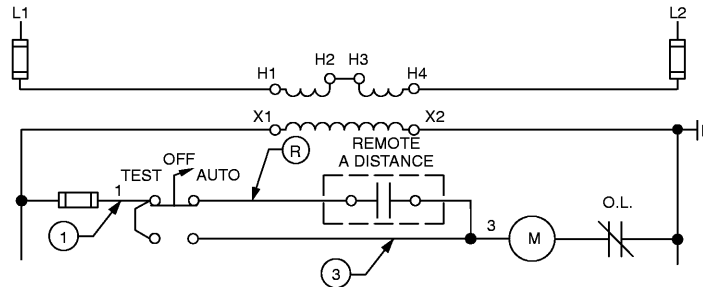 L1 L2
H1 H2 H3 H4
X1 X2
REMOTE
A DISTANCE
R
OFF
TEST AUTO
1
1
3
M
O.L.
3